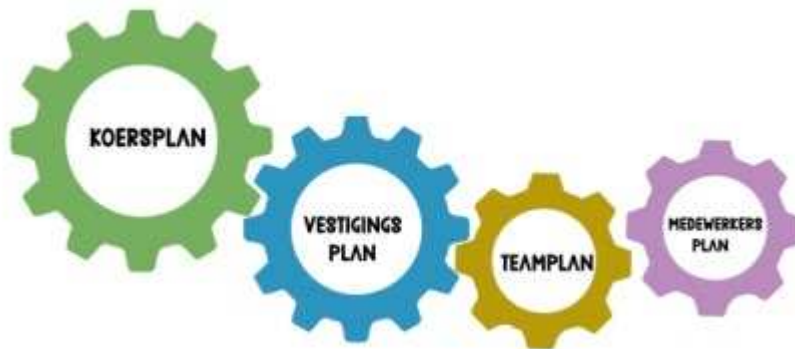 KOERSPLAN
VESTIGINGS
PLAN
TEAMPLAN
MEDEWERKERS
PLAN